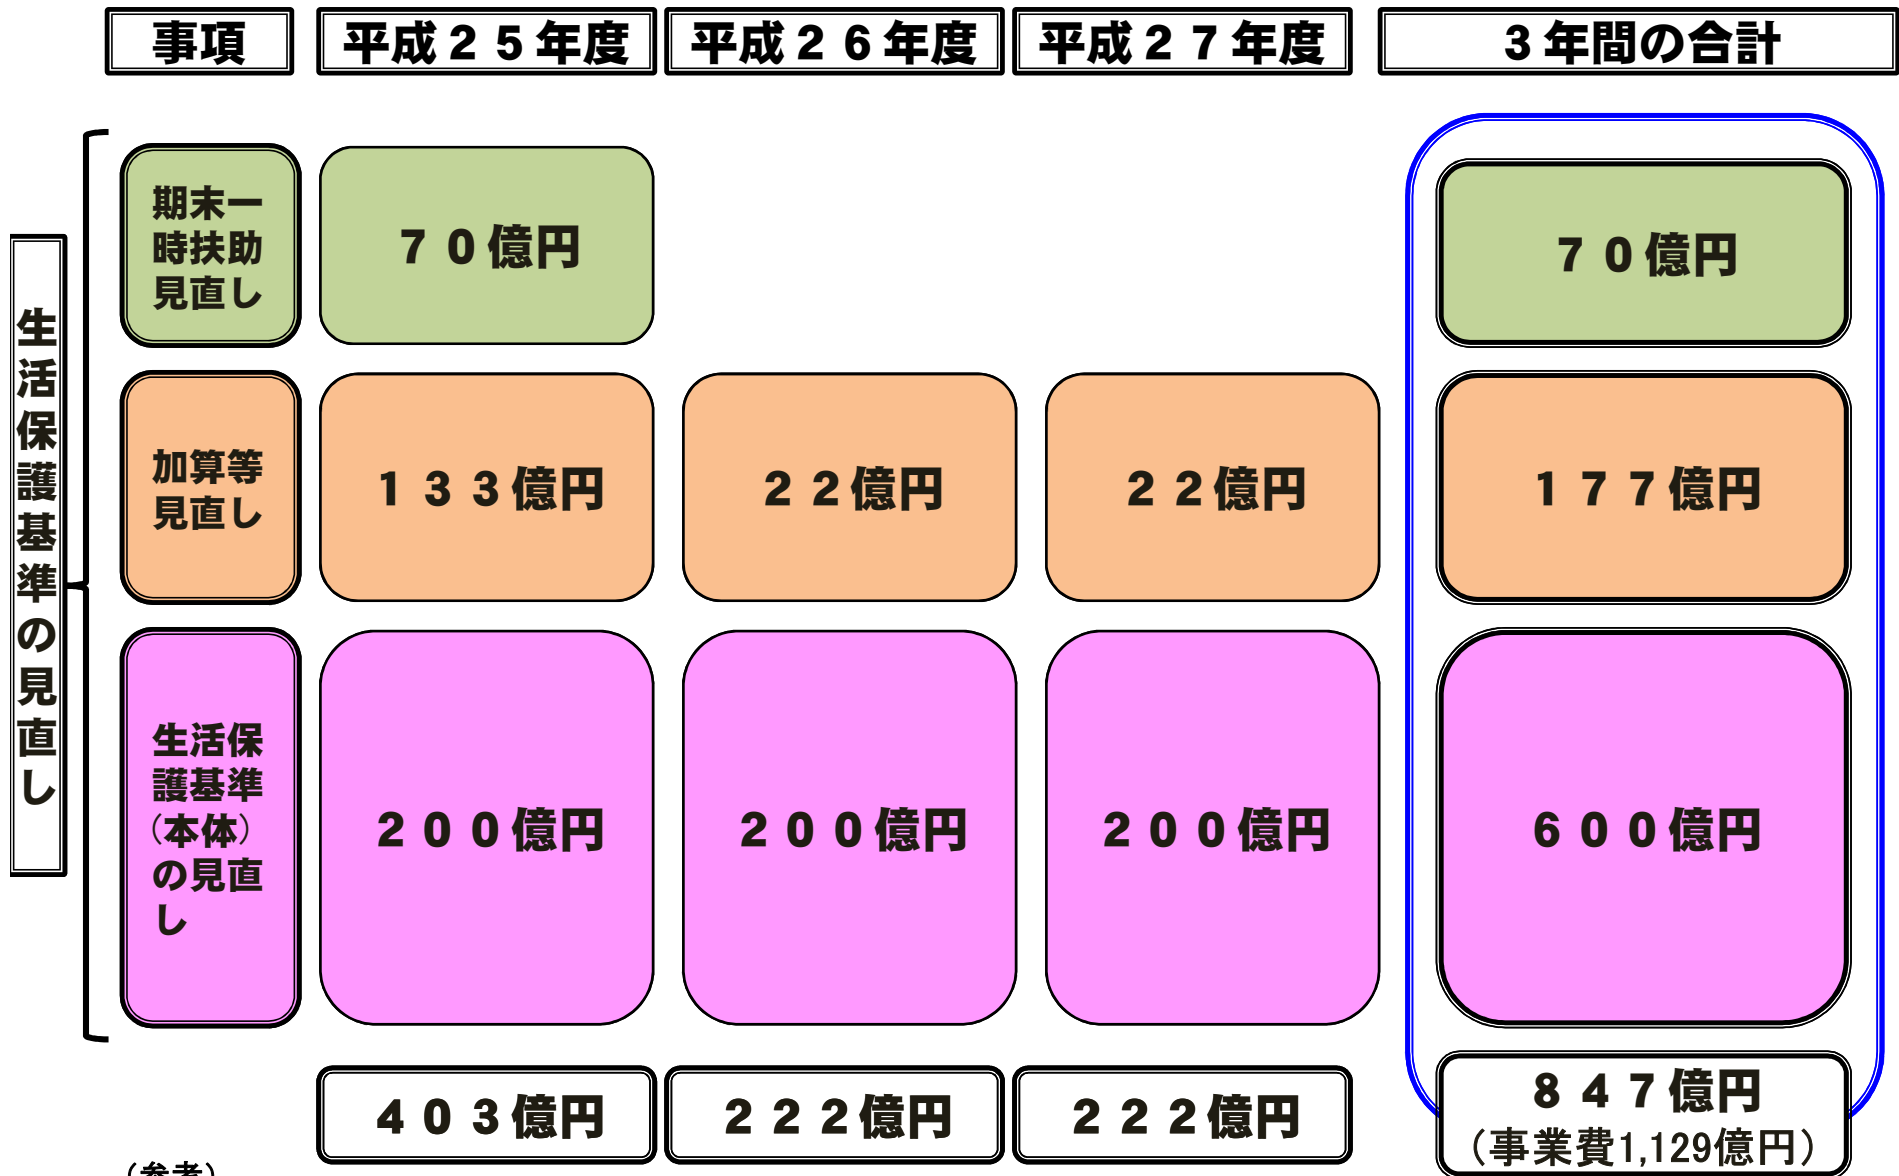 事項
平成２５年度
平成２６年度
平成２７年度
３年間の合計
生活保護基準の見直し
期末一
時扶助
見直し
７０億円
７０億円
加算等
見直し
１３３億円
２２億円
２２億円
１７７億円
生活保
護基準
（本体）
の見直
し
２００億円
２００億円
２００億円
６００億円
４０３億円
２２２億円
２２２億円
８４７億円
（事業費1,129億円）
（参考）